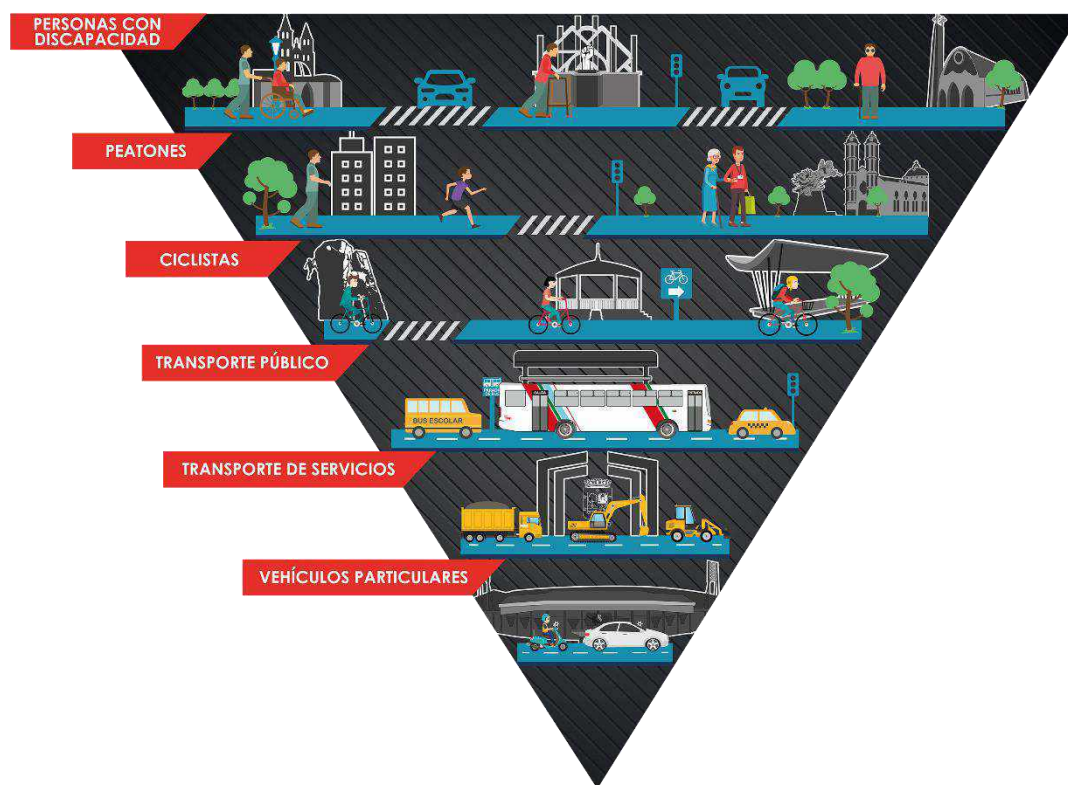 PERSONAS CON
DISCAPACIDAD
PEATONES
CICLISTAS
TRANSPORTE PÚBLICO
BUS ESCOLAR
TRANSPORTE DE SERVICIOS
VEHÍCULOS PARTICULARES